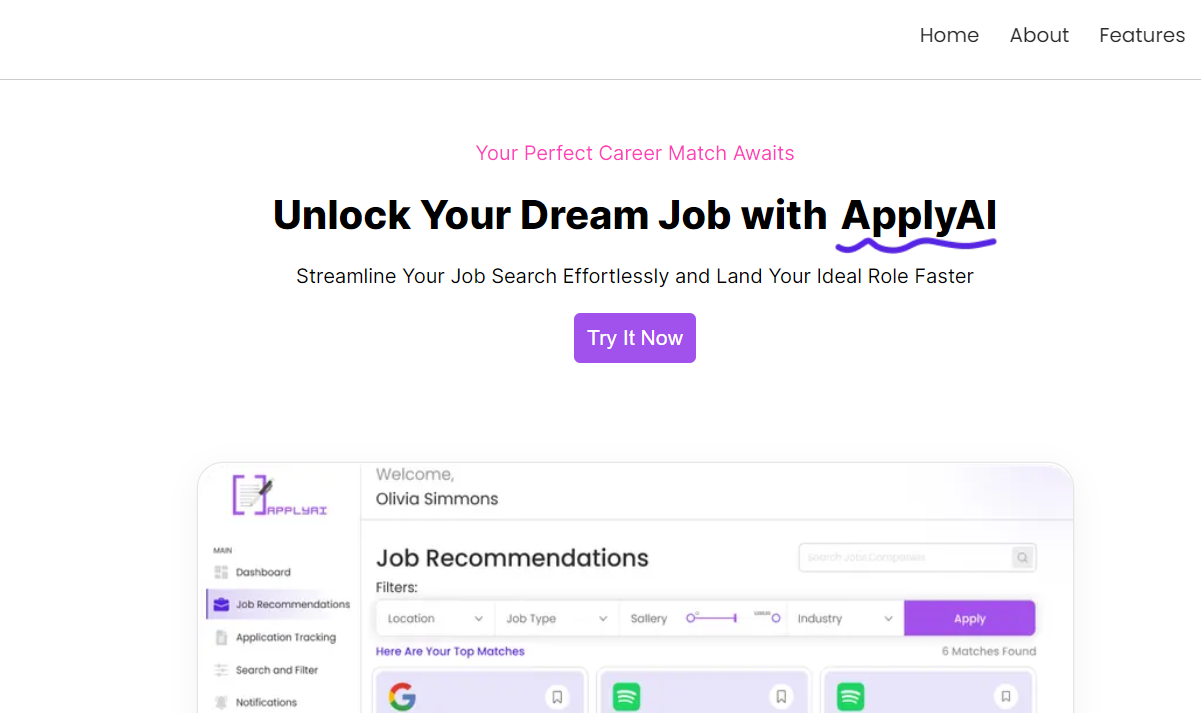 Home About Features
Your Perfect Career Match Awaits
Unlock Your Dream Job with ApplyAI
Streamline Your Job Search Effortlessly and Land Your Ideal Role Faster
Try It Now
APPLYAI
Welcome,
Olivia Simmons
MAIN
Dashboard
Job Recommendations
Application Tracking
Search and Filter
Notifications
Job Recommendations
Search Jobs,Companies
Filters:
Location Job Type Sallery Industry Apply
Here Are Your Top Matches 6 Matches Found